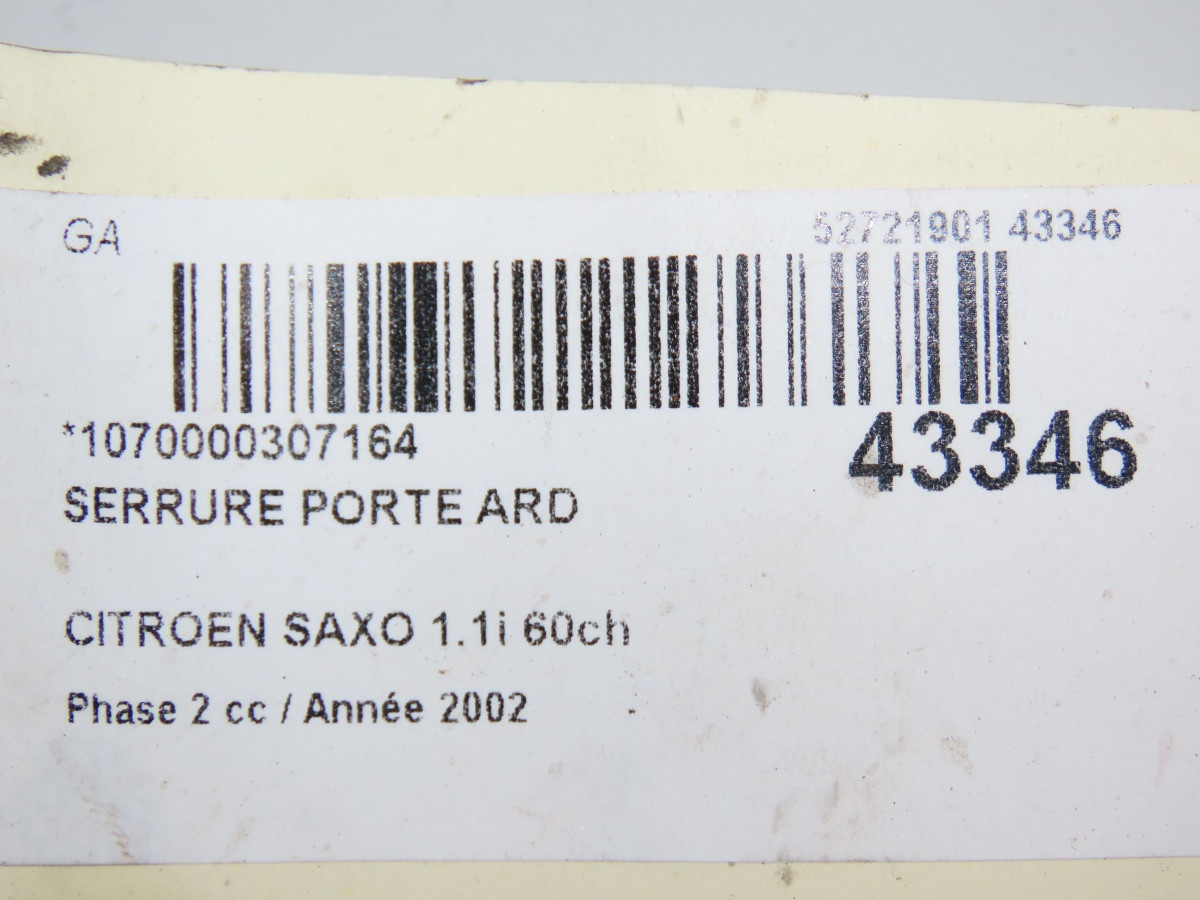 GA 52721901 43346
*1070000307164 43346
SERRURE PORTE ARD
CITROEN SAXO 1.1i 60ch
Phase 2 cc / Année 2002